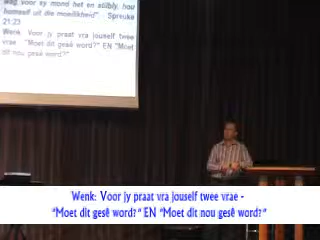 wag voor sy mond het en stilbly, hou
homself uit die moeilikheid". Spreuke
21:23
Wenk: Voor jy praat vra jouself twee
vrae "Moet dit gesê word?" EN "Moet
dit nou gesê word?"
Wenk: Voor jy praat vra jouself twee vrae -
"Moet dit gesê word?" EN "Moet dit nou gesê word?"